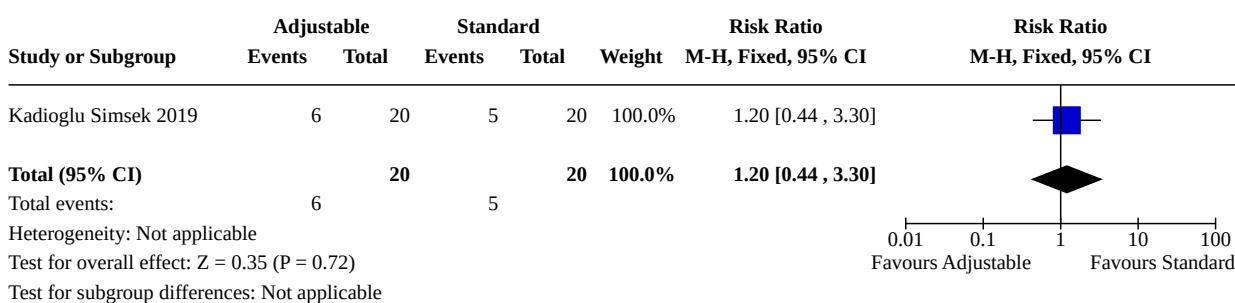 Adjustable Standard Risk Ratio Risk Ratio
Study or Subgroup Events Total Events Total Weight M-H, Fixed, 95% CI M-H, Fixed, 95% CI
Kadioglu Simsek 2019 6 20 5 20 100.0% 1.20 [0.44 , 3.30]
Total (95% CI) 20 20 100.0% 1.20 [0.44 , 3.30]
Total events: 6 5
Heterogeneity: Not applicable
0.01 0.1 1 10 100
Test for overall effect: Z = 0.35 (P = 0.72) Favours Adjustable Favours Standard
Test for subgroup differences: Not applicable